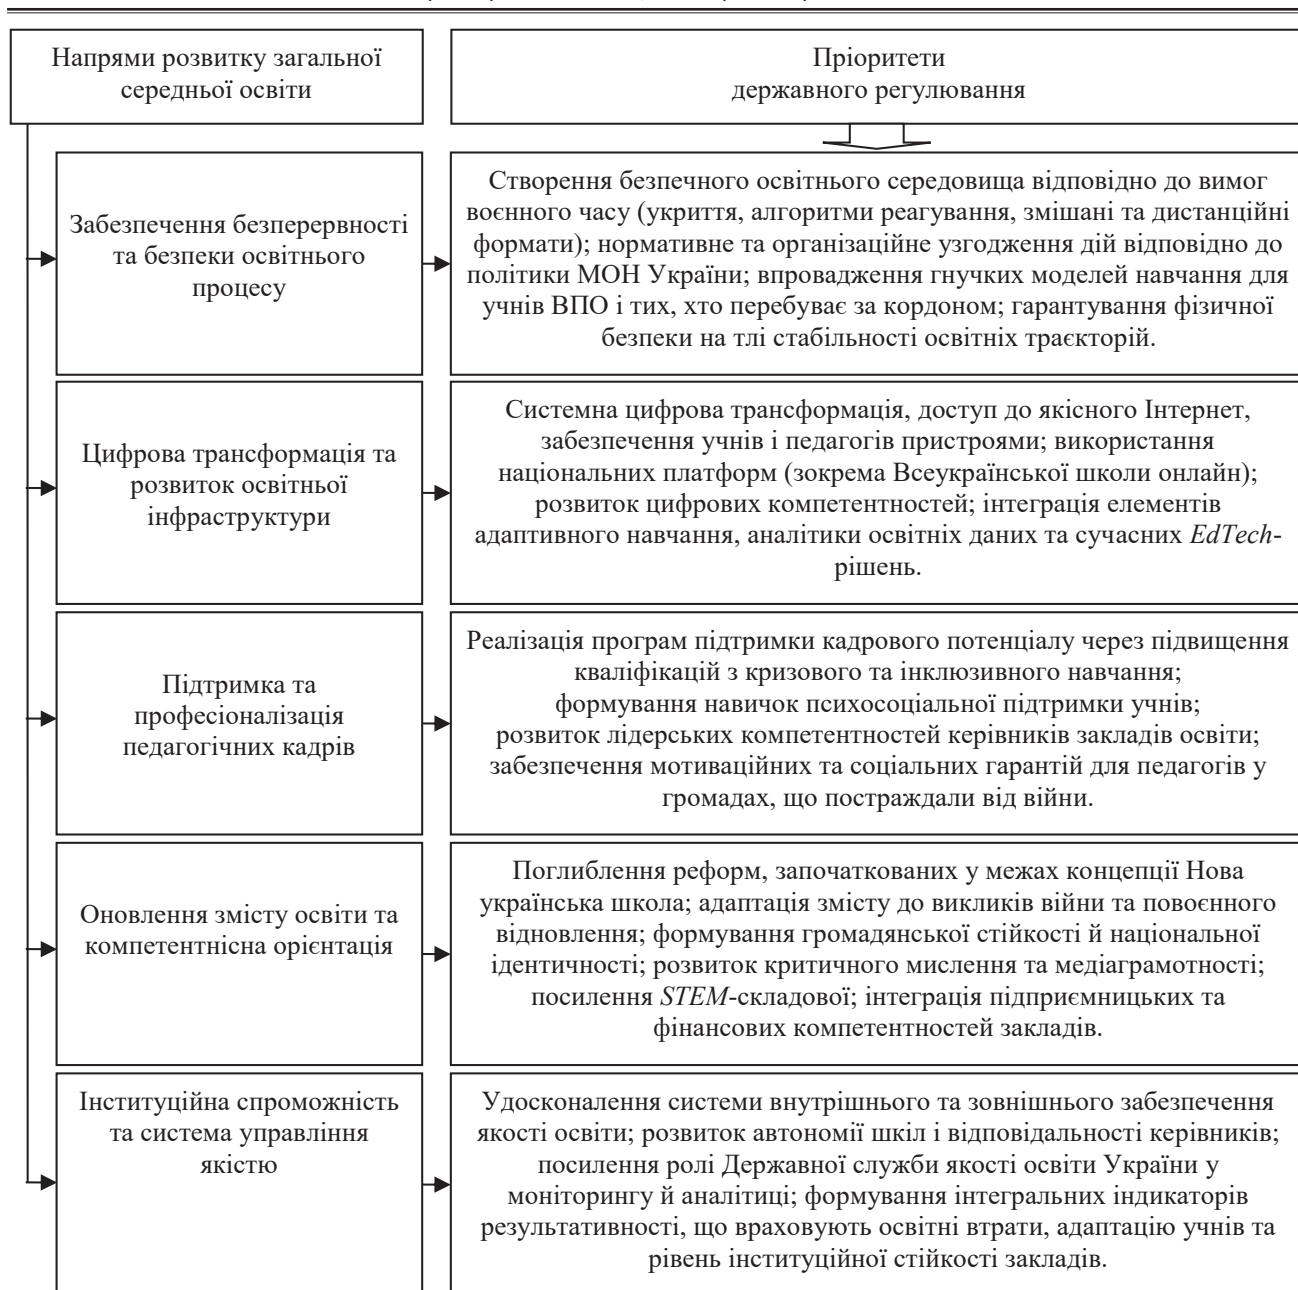 Напрями розвитку загальної
середньої освіти
Пріоритети
державного регулювання
Забезпечення безперервності
та безпеки освітнього
процесу
Створення безпечного освітнього середовища відповідно до вимог
воєнного часу (укриття, алгоритми реагування, змішані та дистанційні
формати); нормативне та організаційне узгодження дій відповідно до
політики МОН України; впровадження гнучких моделей навчання для
учнів ВПО і тих, хто перебуває за кордоном; гарантування фізичної
безпеки на тлі стабільності освітніх траєкторій.
Цифрова трансформація та
розвиток освітньої
інфраструктури
Системна цифрова трансформація, доступ до якісного Інтернет,
забезпечення учнів і педагогів пристроями; використання
національних платформ (зокрема Всеукраїнської школи онлайн);
розвиток цифрових компетентностей; інтеграція елементів
адаптивного навчання, аналітики освітніх даних та сучасних EdTech-
рішень.
Підтримка та
професіоналізація
педагогічних кадрів
Реалізація програм підтримки кадрового потенціалу через підвищення
кваліфікацій з кризового та інклюзивного навчання;
формування навичок психосоціальної підтримки учнів;
розвиток лідерських компетентностей керівників закладів освіти;
забезпечення мотиваційних та соціальних гарантій для педагогів у
громадах, що постраждали від війни.
Оновлення змісту освіти та
компетентнісна орієнтація
Поглиблення реформ, започаткованих у межах концепції Нова
українська школа; адаптація змісту до викликів війни та повоєнного
відновлення; формування громадянської стійкості й національної
ідентичності; розвиток критичного мислення та медіаграмотності;
посилення STEM-складової; інтеграція підприємницьких та
фінансових компетентностей закладів.
Інституційна спроможність
та система управління
якістю
Удосконалення системи внутрішнього та зовнішнього забезпечення
якості освіти; розвиток автономії шкіл і відповідальності керівників;
посилення ролі Державної служби якості освіти України у
моніторингу й аналітиці; формування інтегральних індикаторів
результативності, що враховують освітні втрати, адаптацію учнів та
рівень інституційної стійкості закладів.